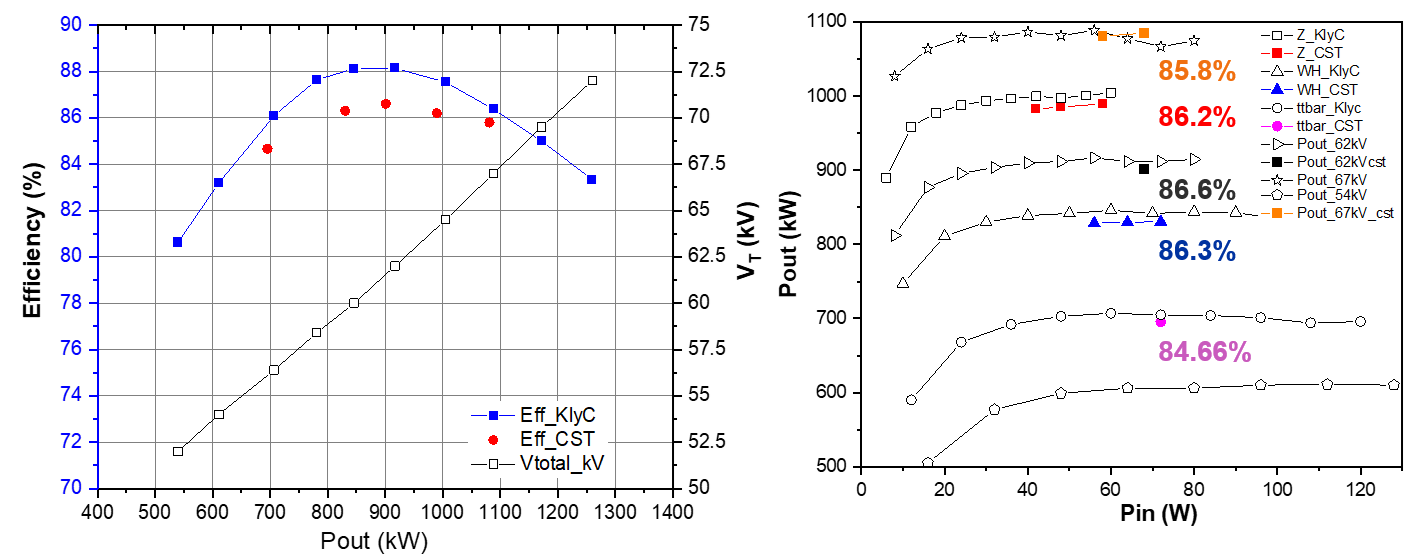 90
88
86
84
82
80
78
76
74
72
70
Efficiency (%)
75
72.5
70
67.5
65
62.5
60
57.5
55
52.5
50
V_T (kV)
Eff_KlyC
Eff_CST
Vtotal_kV
400 500 600 700 800 900 1000 1100 1200 1300 1400
Pout (kW)
1100
1000
900
800
700
600
500
Pout (kW)
Z_KlyC
Z_CST
WH_KlyC
WH_CST
ttbar_Klyc
ttbar_CST
Pout_62kV
Pout_62kVcst
Pout_67kV
Pout_54kV
Pout_67kV_cst
85.8%
86.2%
86.6%
86.3%
84.66%
0 20 40 60 80 100 120
Pin (W)